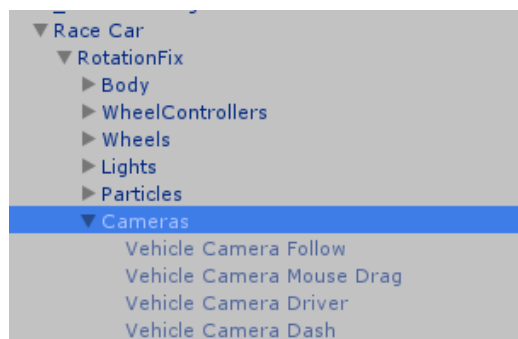 Race Car
RotationFix
Body
WheelControllers
Wheels
Lights
Particles
Cameras
Vehicle Camera Follow
Vehicle Camera Mouse Drag
Vehicle Camera Driver
Vehicle Camera Dash